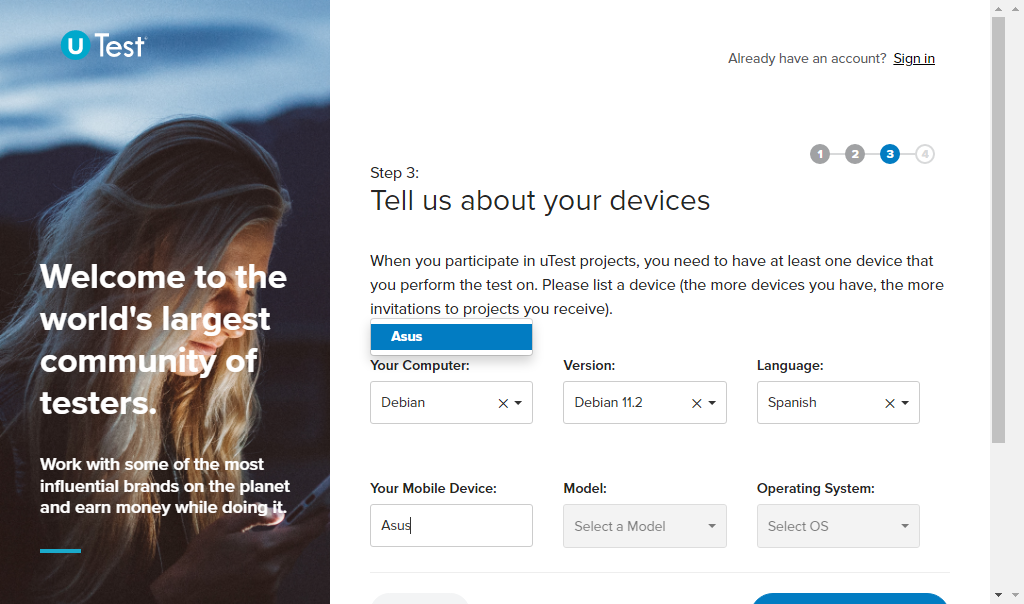 U Test
Already have an account? Sign in
1 2 3 4
Step 3:
Tell us about your devices
When you participate in uTest projects, you need to have at least one device that
you perform the test on. Please list a device (the more devices you have, the more
invitations to projects you receive).
Asus
Your Computer: Version: Language:
Debian Debian 11.2 Spanish
Your Mobile Device: Model: Operating System:
Asus Select a Model Select OS
Welcome to the
world's largest
community of
testers.
Work with some of the most
influential brands on the planet
and earn money while doing it.